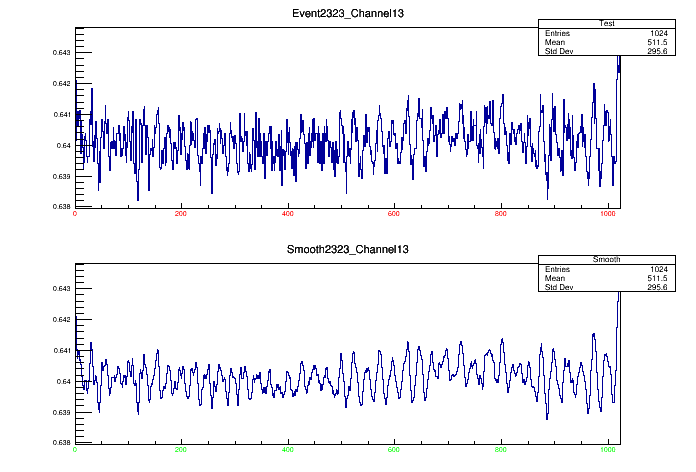 Event2323_Channel13
Test
Entries 1024
Mean 511.5
Std Dev 295.6
0.643
0.642
0.641
0.64
0.639
0.638
0 200 400 600 800 1000
Smooth2323_Channel13
Smooth
Entries 1024
Mean 511.5
Std Dev 295.6
0.643
0.642
0.641
0.64
0.639
0.638
0 200 400 600 800 1000